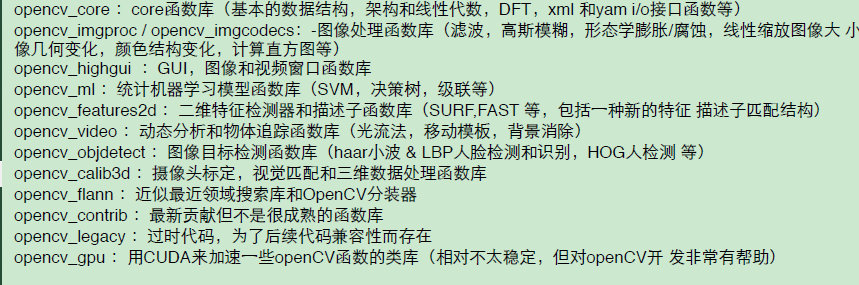 opencv_core： core函数库（基本的数据结构，架构和线性代数，DFT，xml 和yam i/o接口函数等）
opencv_imgproc / opencv_imgcodecs：-图像处理函数库（滤波，高斯模糊，形态学膨胀/腐蚀，线性缩放图像大 小
像几何变化，颜色结构变化，计算直方图等）
opencv_highgui ： GUI，图像和视频窗口函数库
opencv_ml： 统计机器学习模型函数库（SVM，决策树，级联等）
opencv_features2d： 二维特征检测器和描述子函数库（SURF,FAST 等，包括一种新的特征 描述子匹配结构）
opencv_video： 动态分析和物体追踪函数库（光流法，移动模板，背景消除）
opencv_objdetect： 图像目标检测函数库（haar小波 & LBP人脸检测和识别，HOG人检测 等）
opencv_calib3d： 摄像头标定，视觉匹配和三维数据处理函数库
opencv_flann： 近似最近领域搜索库和OpenCV分装器
opencv_contrib： 最新贡献但不是很成熟的函数库
opencv_legacy： 过时代码，为了后续代码兼容性而存在
opencv_gpu： 用CUDA来加速一些openCV函数的类库（相对不太稳定，但对openCV开 发非常有帮助）